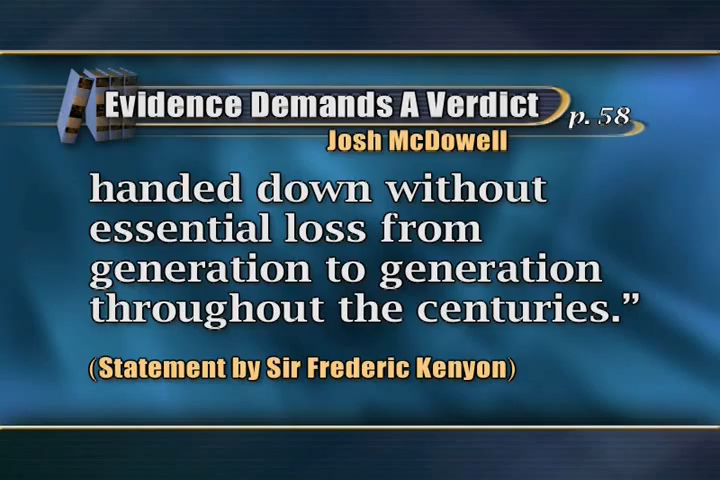 Evidence Demands A Verdict p. 58
Josh McDowell
handed down without
essential loss from
generation to generation
throughout the centuries.”
(Statement by Sir Frederic Kenyon)